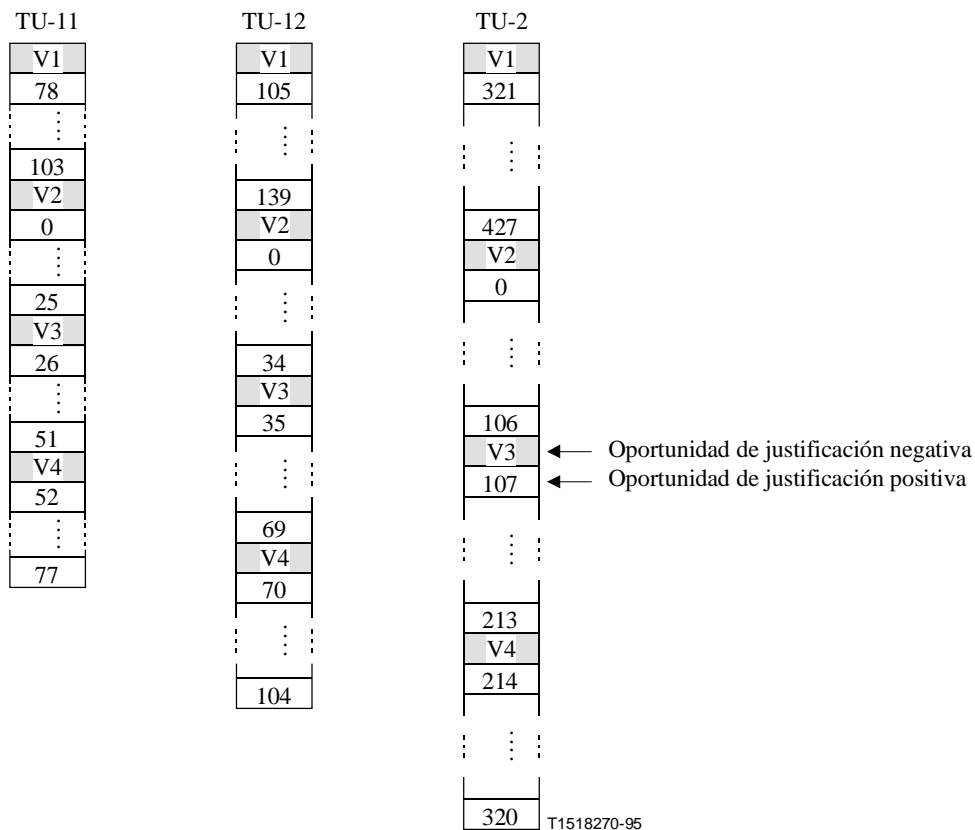 TU-11
V1
78
103
V2
0
25
V3
26
51
V4
52
77
TU-12
V1
105
139
V2
0
34
V3
35
69
V4
70
104
TU-2
V1
321
427
V2
0
106
V3
107
213
V4
214
320
Oportunidad de justificación negativa
Oportunidad de justificación positiva
T1518270-95